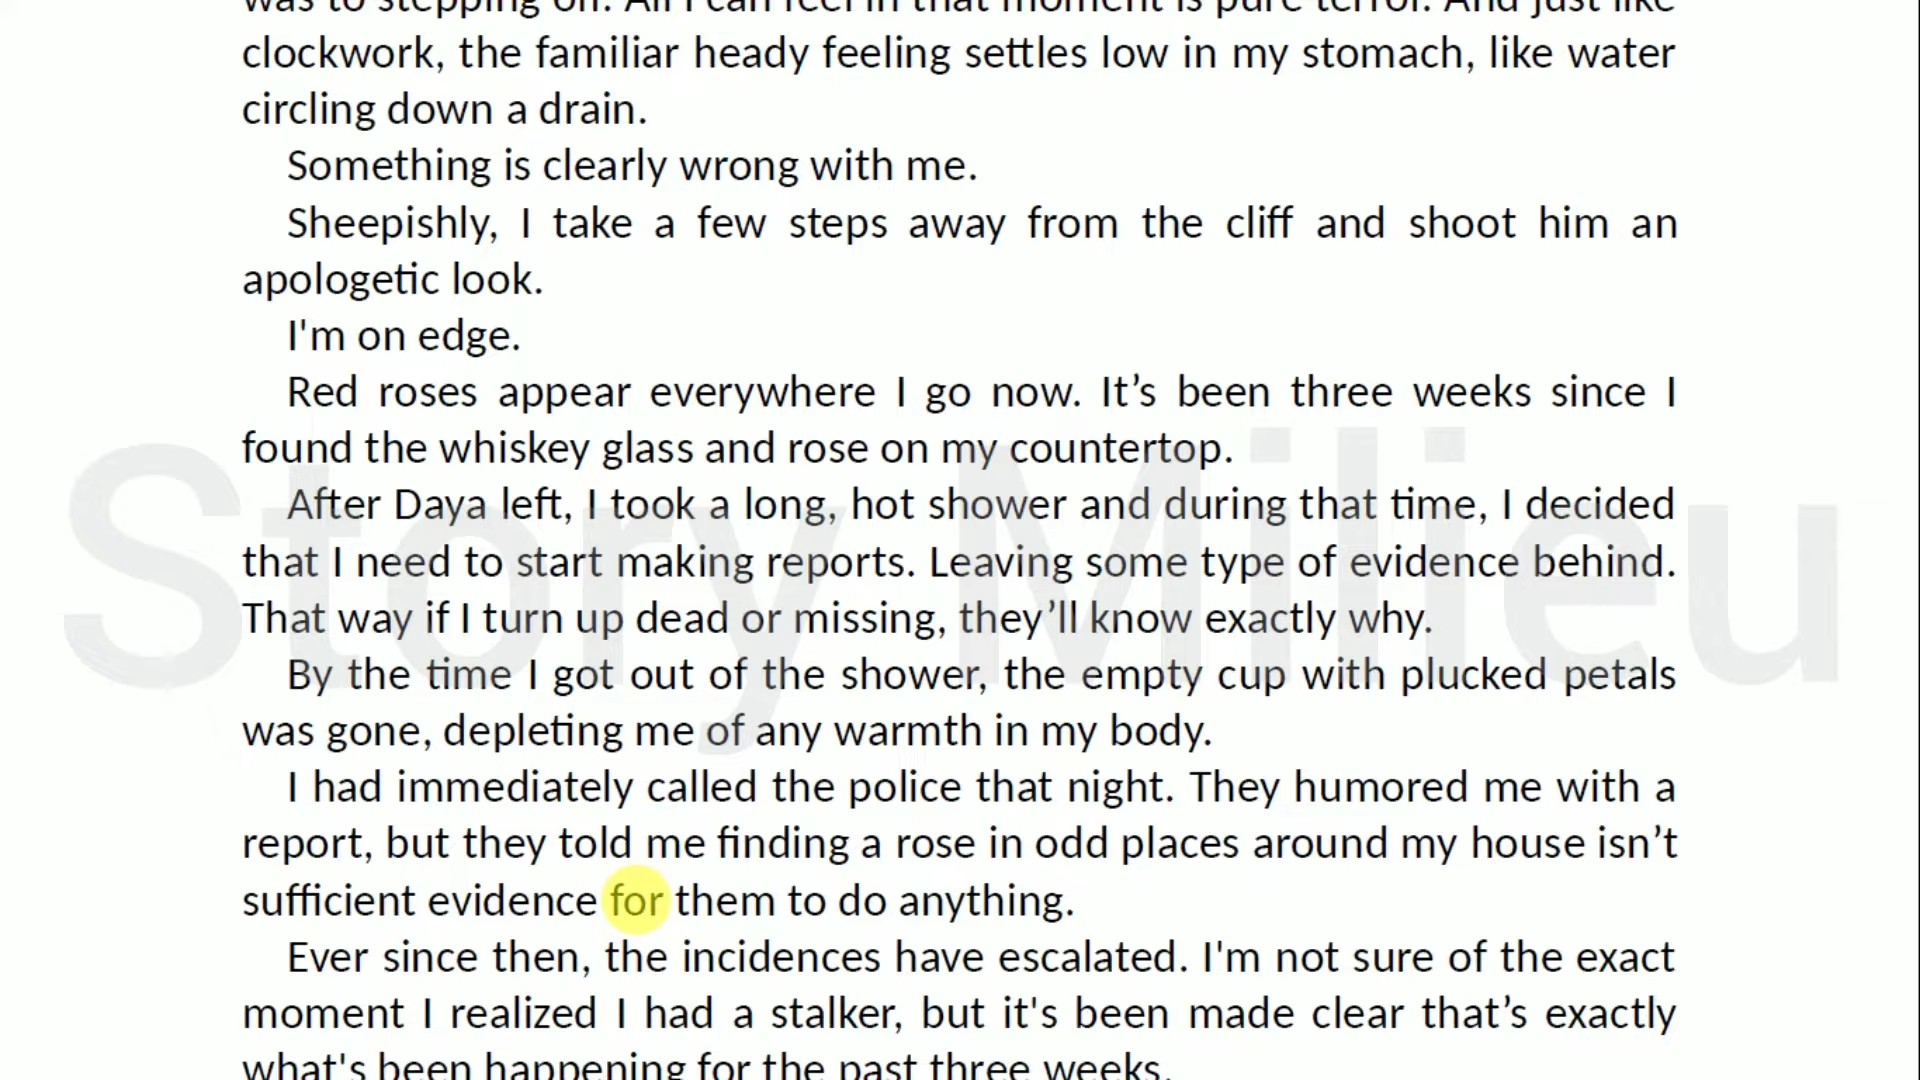 was to stepping off. All I can feel in that moment is pure terror. And just like
clockwork, the familiar heady feeling settles low in my stomach, like water
circling down a drain.
Something is clearly wrong with me.
Sheepishly, I take a few steps away from the cliff and shoot him an
apologetic look.
I'm on edge.
Red roses appear everywhere I go now. It’s been three weeks since I
found the whiskey glass and rose on my countertop.
After Daya left, I took a long, hot shower and during that time, I decided
that I need to start making reports. Leaving some type of evidence behind.
That way if I turn up dead or missing, they’ll know exactly why.
By the time I got out of the shower, the empty cup with plucked petals
was gone, depleting me of any warmth in my body.
I had immediately called the police that night. They humored me with a
report, but they told me finding a rose in odd places around my house isn’t
sufficient evidence for them to do anything.
Ever since then, the incidences have escalated. I'm not sure of the exact
moment I realized I had a stalker, but it's been made clear that’s exactly
what's been happening for the past three weeks.
Story Milieu